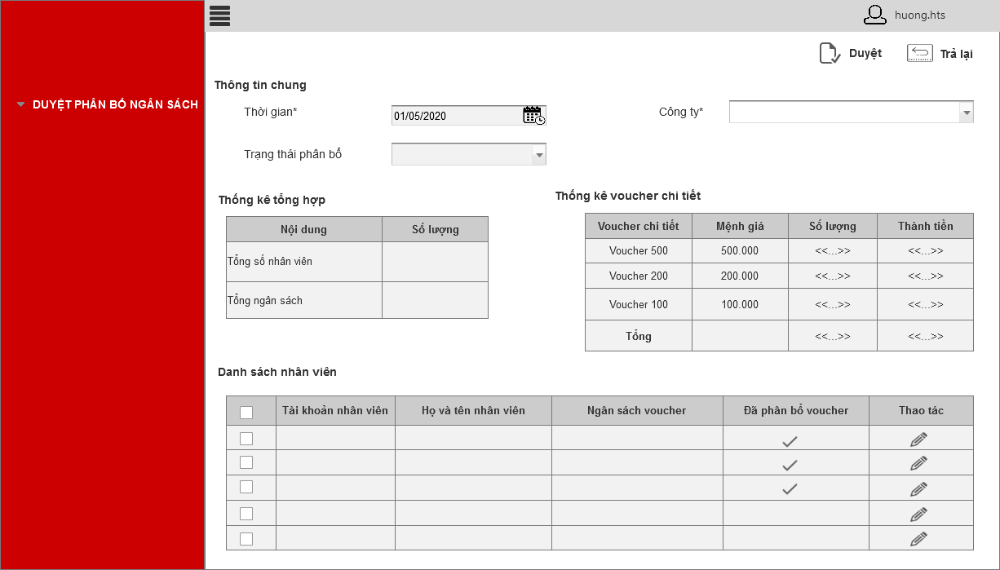 huong.hts
Duyệt
Trả lại
DUYỆT PHÂN BỔ NGÂN SÁCH
Thông tin chung
Thời gian*
01/05/2020
Công ty*
Trạng thái phân bổ
Thống kê tổng hợp
Nội dung Số lượng
Tổng số nhân viên
Tổng ngân sách
Thống kê voucher chi tiết
Voucher chi tiết Mệnh giá Số lượng Thành tiền
Voucher 500 500.000 <<...>> <<...>>
Voucher 200 200.000 <<...>> <<...>>
Voucher 100 100.000 <<...>> <<...>>
Tổng <<...>> <<...>>
Danh sách nhân viên
Tài khoản nhân viên Họ và tên nhân viên Ngân sách voucher Đã phân bổ voucher Thao tác